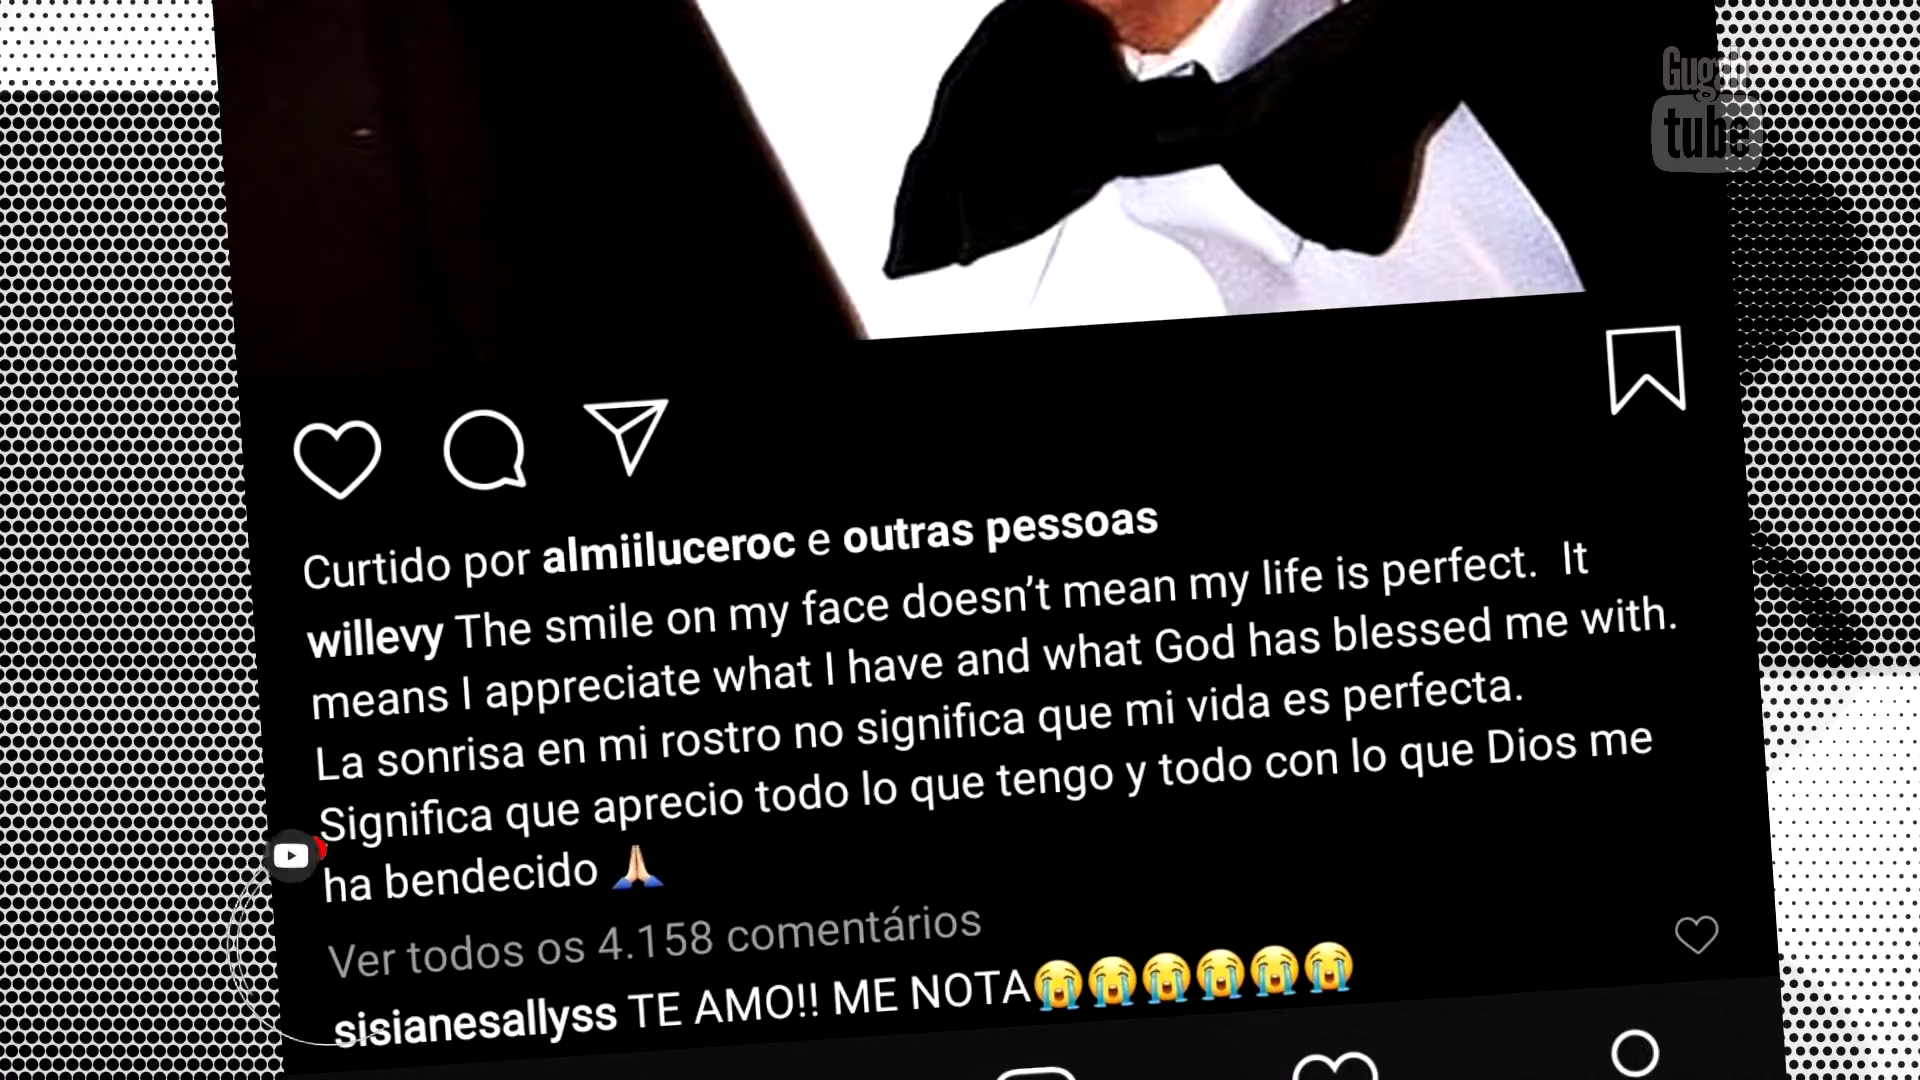 Gugah
tube
Curtido por almiiluceroc e outras pessoas
willevy The smile on my face doesn’t mean my life is perfect. It
means I appreciate what I have and what God has blessed me with.
La sonrisa en mi rostro no significa que mi vida es perfecta.
Significa que aprecio todo lo que tengo y todo con lo que Dios me
ha bendecido 🙏🏻
Ver todos os 4.158 comentários
sisianesallyss TE AMO!! ME NOTA😭😭😭😭😭😭